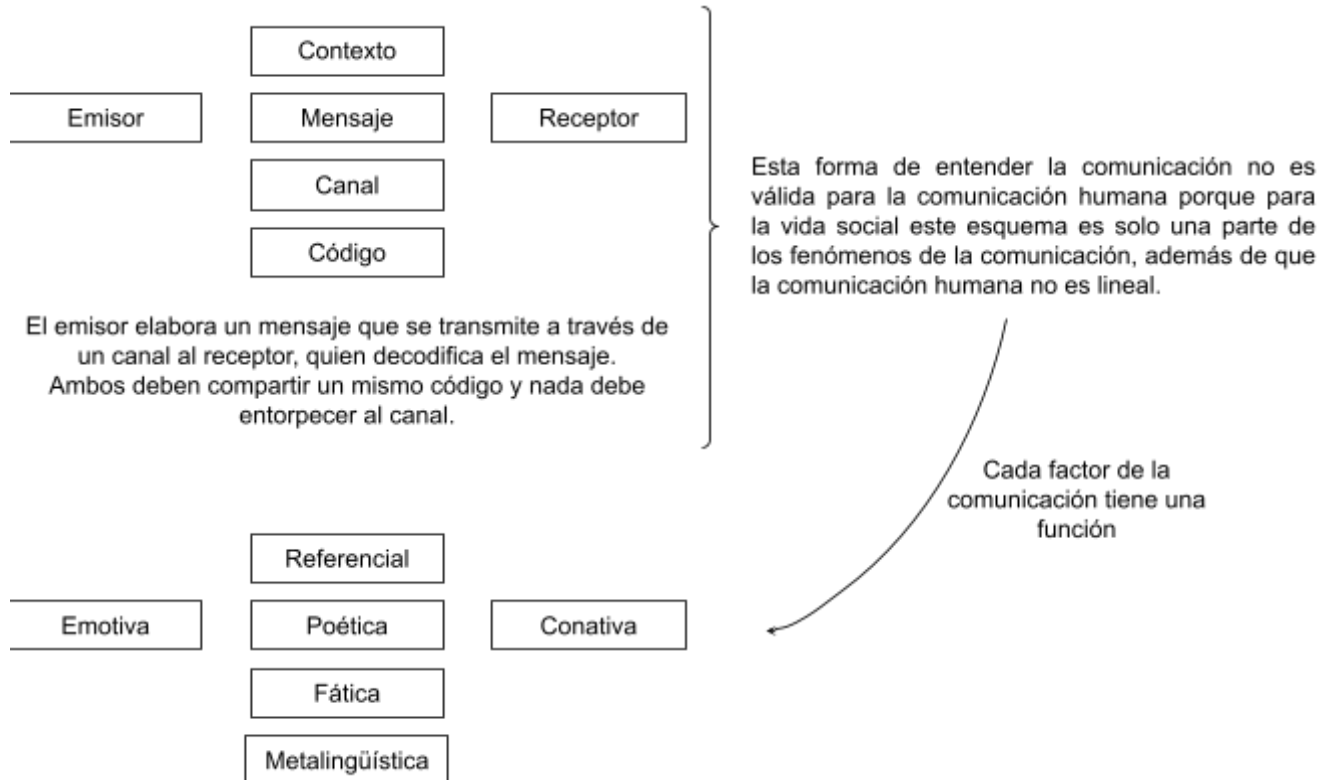 Contexto
Emisor
Mensaje
Receptor
Canal
Código
El emisor elabora un mensaje que se transmite a través de
un canal al receptor, quien decodifica el mensaje.
Ambos deben compartir un mismo código y nada debe
entorpecer al canal.
Esta forma de entender la comunicación no es
válida para la comunicación humana porque para
la vida social este esquema es solo una parte de
los fenómenos de la comunicación, además de que
la comunicación humana no es lineal.
Cada factor de la
comunicación tiene una
función
Referencial
Emotiva
Poética
Conativa
Fática
Metalingüística